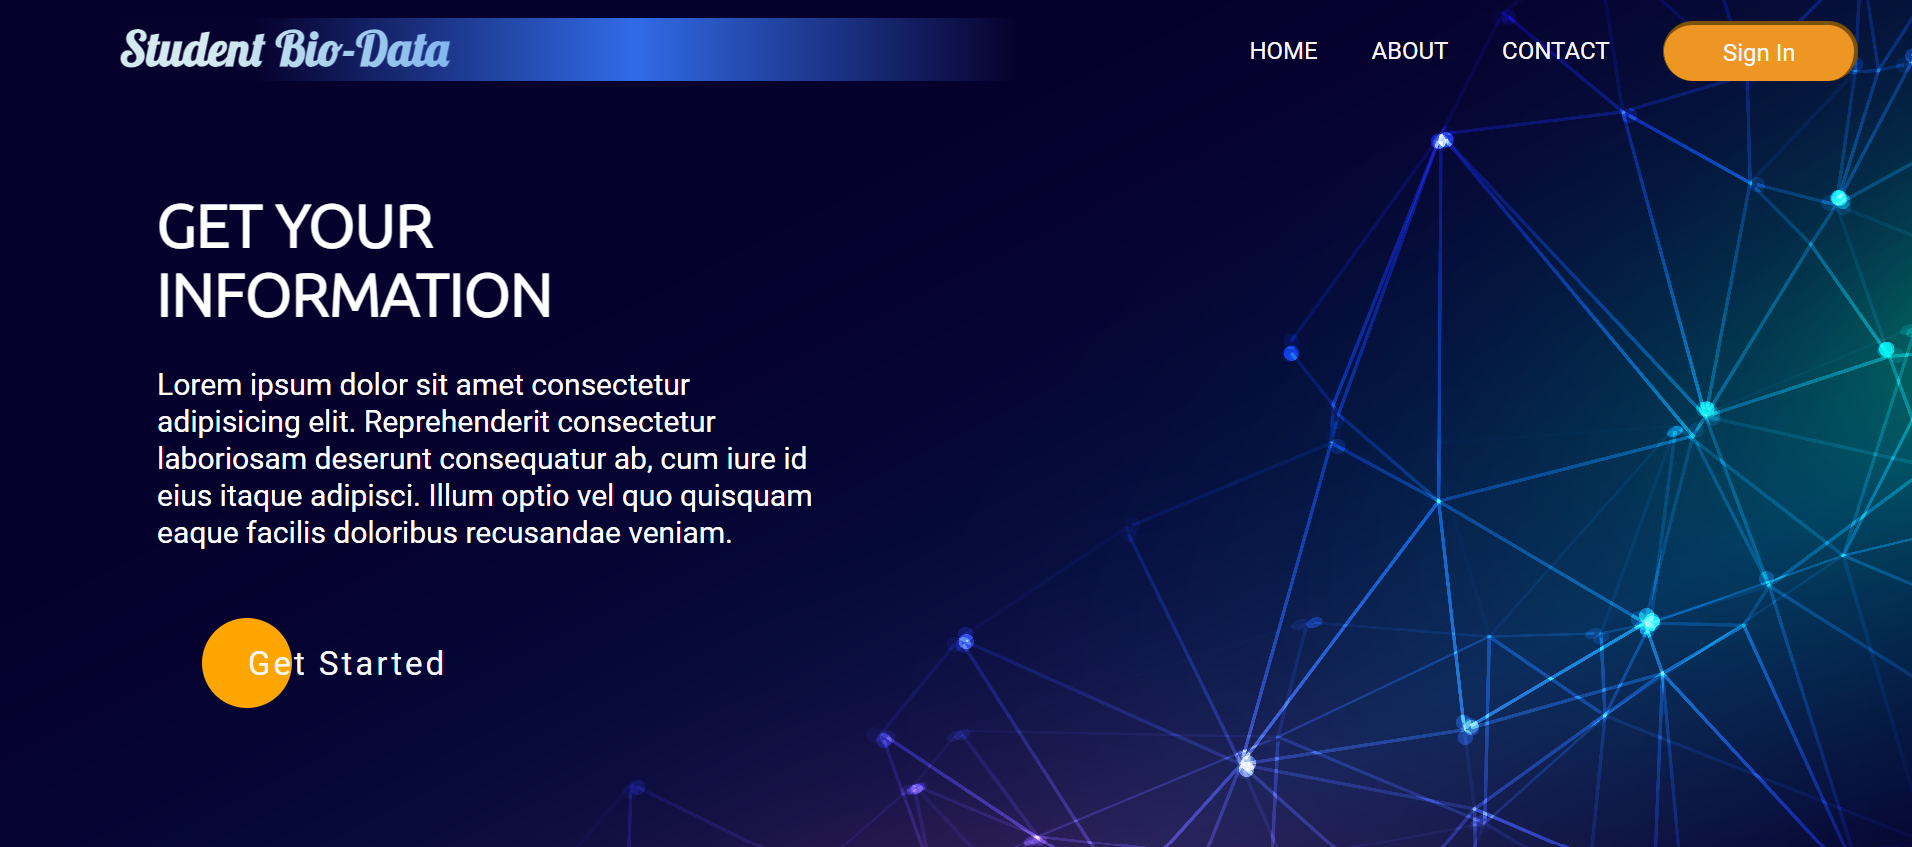 Student Bio-Data
HOME ABOUT CONTACT Sign In
GET YOUR
INFORMATION
Lorem ipsum dolor sit amet consectetur
adipisicing elit. Reprehenderit consectetur
laboriosam deserunt consequatur ab, cum iure id
eius itaque adipisci. Illum optio vel quo quisquam
eaque facilis doloribus recusandae veniam.
Get Started